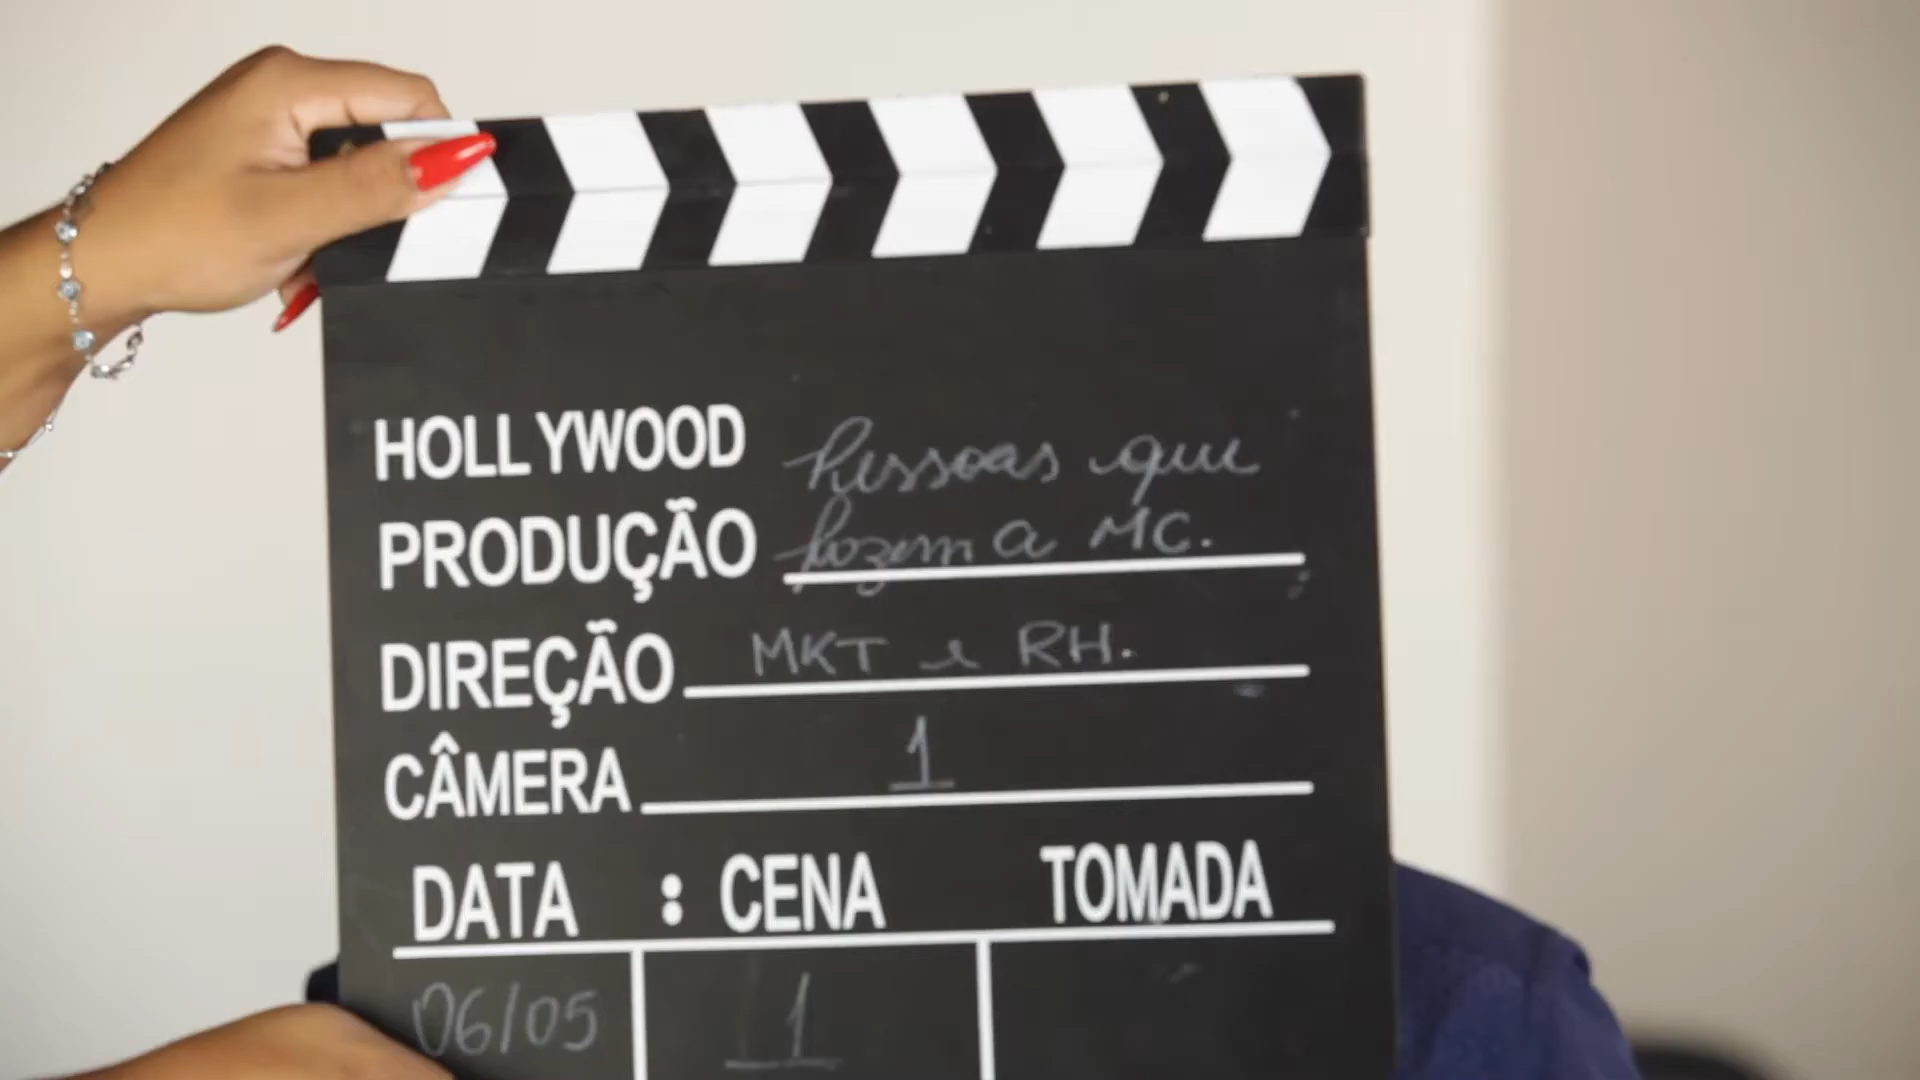 HOLLYWOOD Pessoas que
PRODUÇÃO fazem a MC.
DIREÇÃO MKT e RH.
CÂMERA 1
DATA : CENA TOMADA
06/05 1